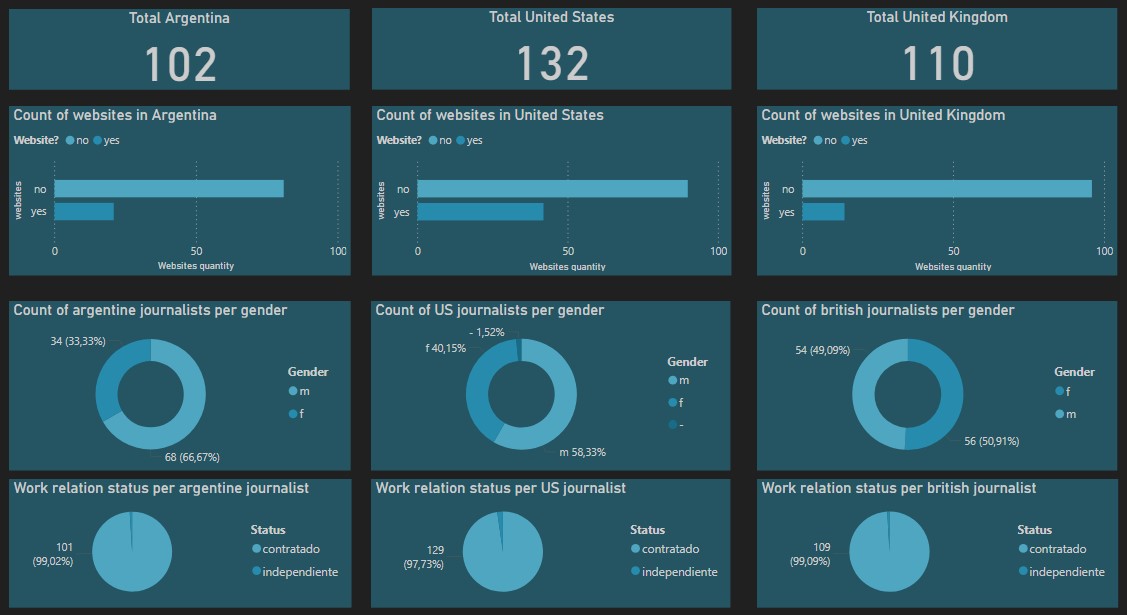 Total Argentina
102
Total United States
132
Total United Kingdom
110
Count of websites in Argentina
Website? no yes
websites
no
yes
0 50 100
Websites quantity
Count of websites in United States
Website? no yes
websites
no
yes
0 50 100
Websites quantity
Count of websites in United Kingdom
Website? no yes
websites
no
yes
0 50 100
Websites quantity
Count of argentine journalists per gender
34 (33,33%)
68 (66,67%)
Gender
m
f
Count of US journalists per gender
- 1,52%
f 40,15%
m 58,33%
Gender
m
f
-
Count of british journalists per gender
54 (49,09%)
56 (50,91%)
Gender
f
m
Work relation status per argentine journalist
101
(99,02%)
Status
contratado
independiente
Work relation status per US journalist
129
(97,73%)
Status
contratado
independiente
Work relation status per british journalist
109
(99,09%)
Status
contratado
independiente